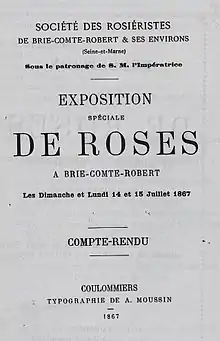 SOCIÉTÉ DES ROSIÉRISTES
DE BRIE-COMTE-ROBERT & SES ENVIRONS
(Seine-et-Marne)
Sous le patronage de S. M. l'Impératrice
EXPOSITION
SPÉCIALE
DE ROSES
A BRIE-COMTE-ROBERT
Les Dimanche et Lundi 14 et 15 Juillet 1867
COMPTE-RENDU
COULOMMIERS
TYPOGRAPHIE DE A. MOUSSIN
1867